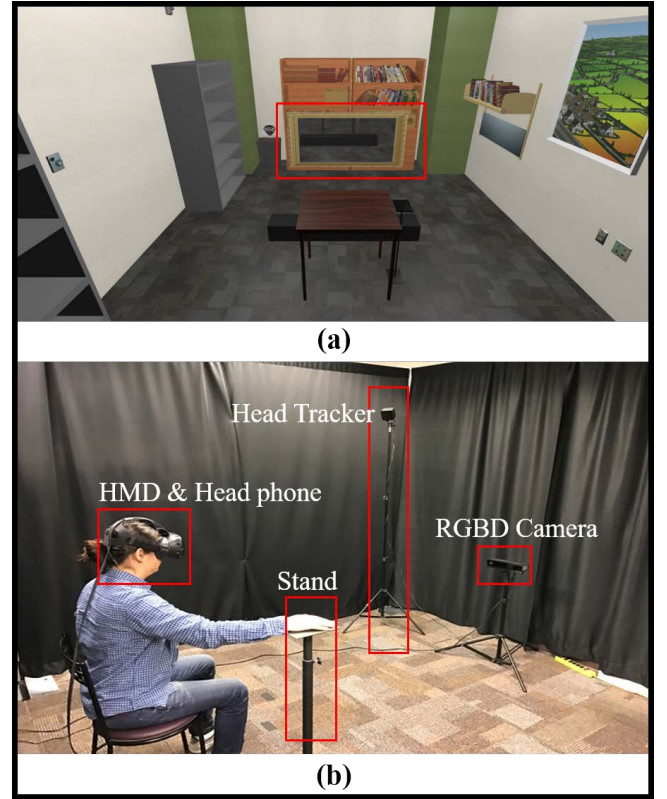 (a)
Head Tracker
HMD & Head phone
RGBD Camera
Stand
(b)